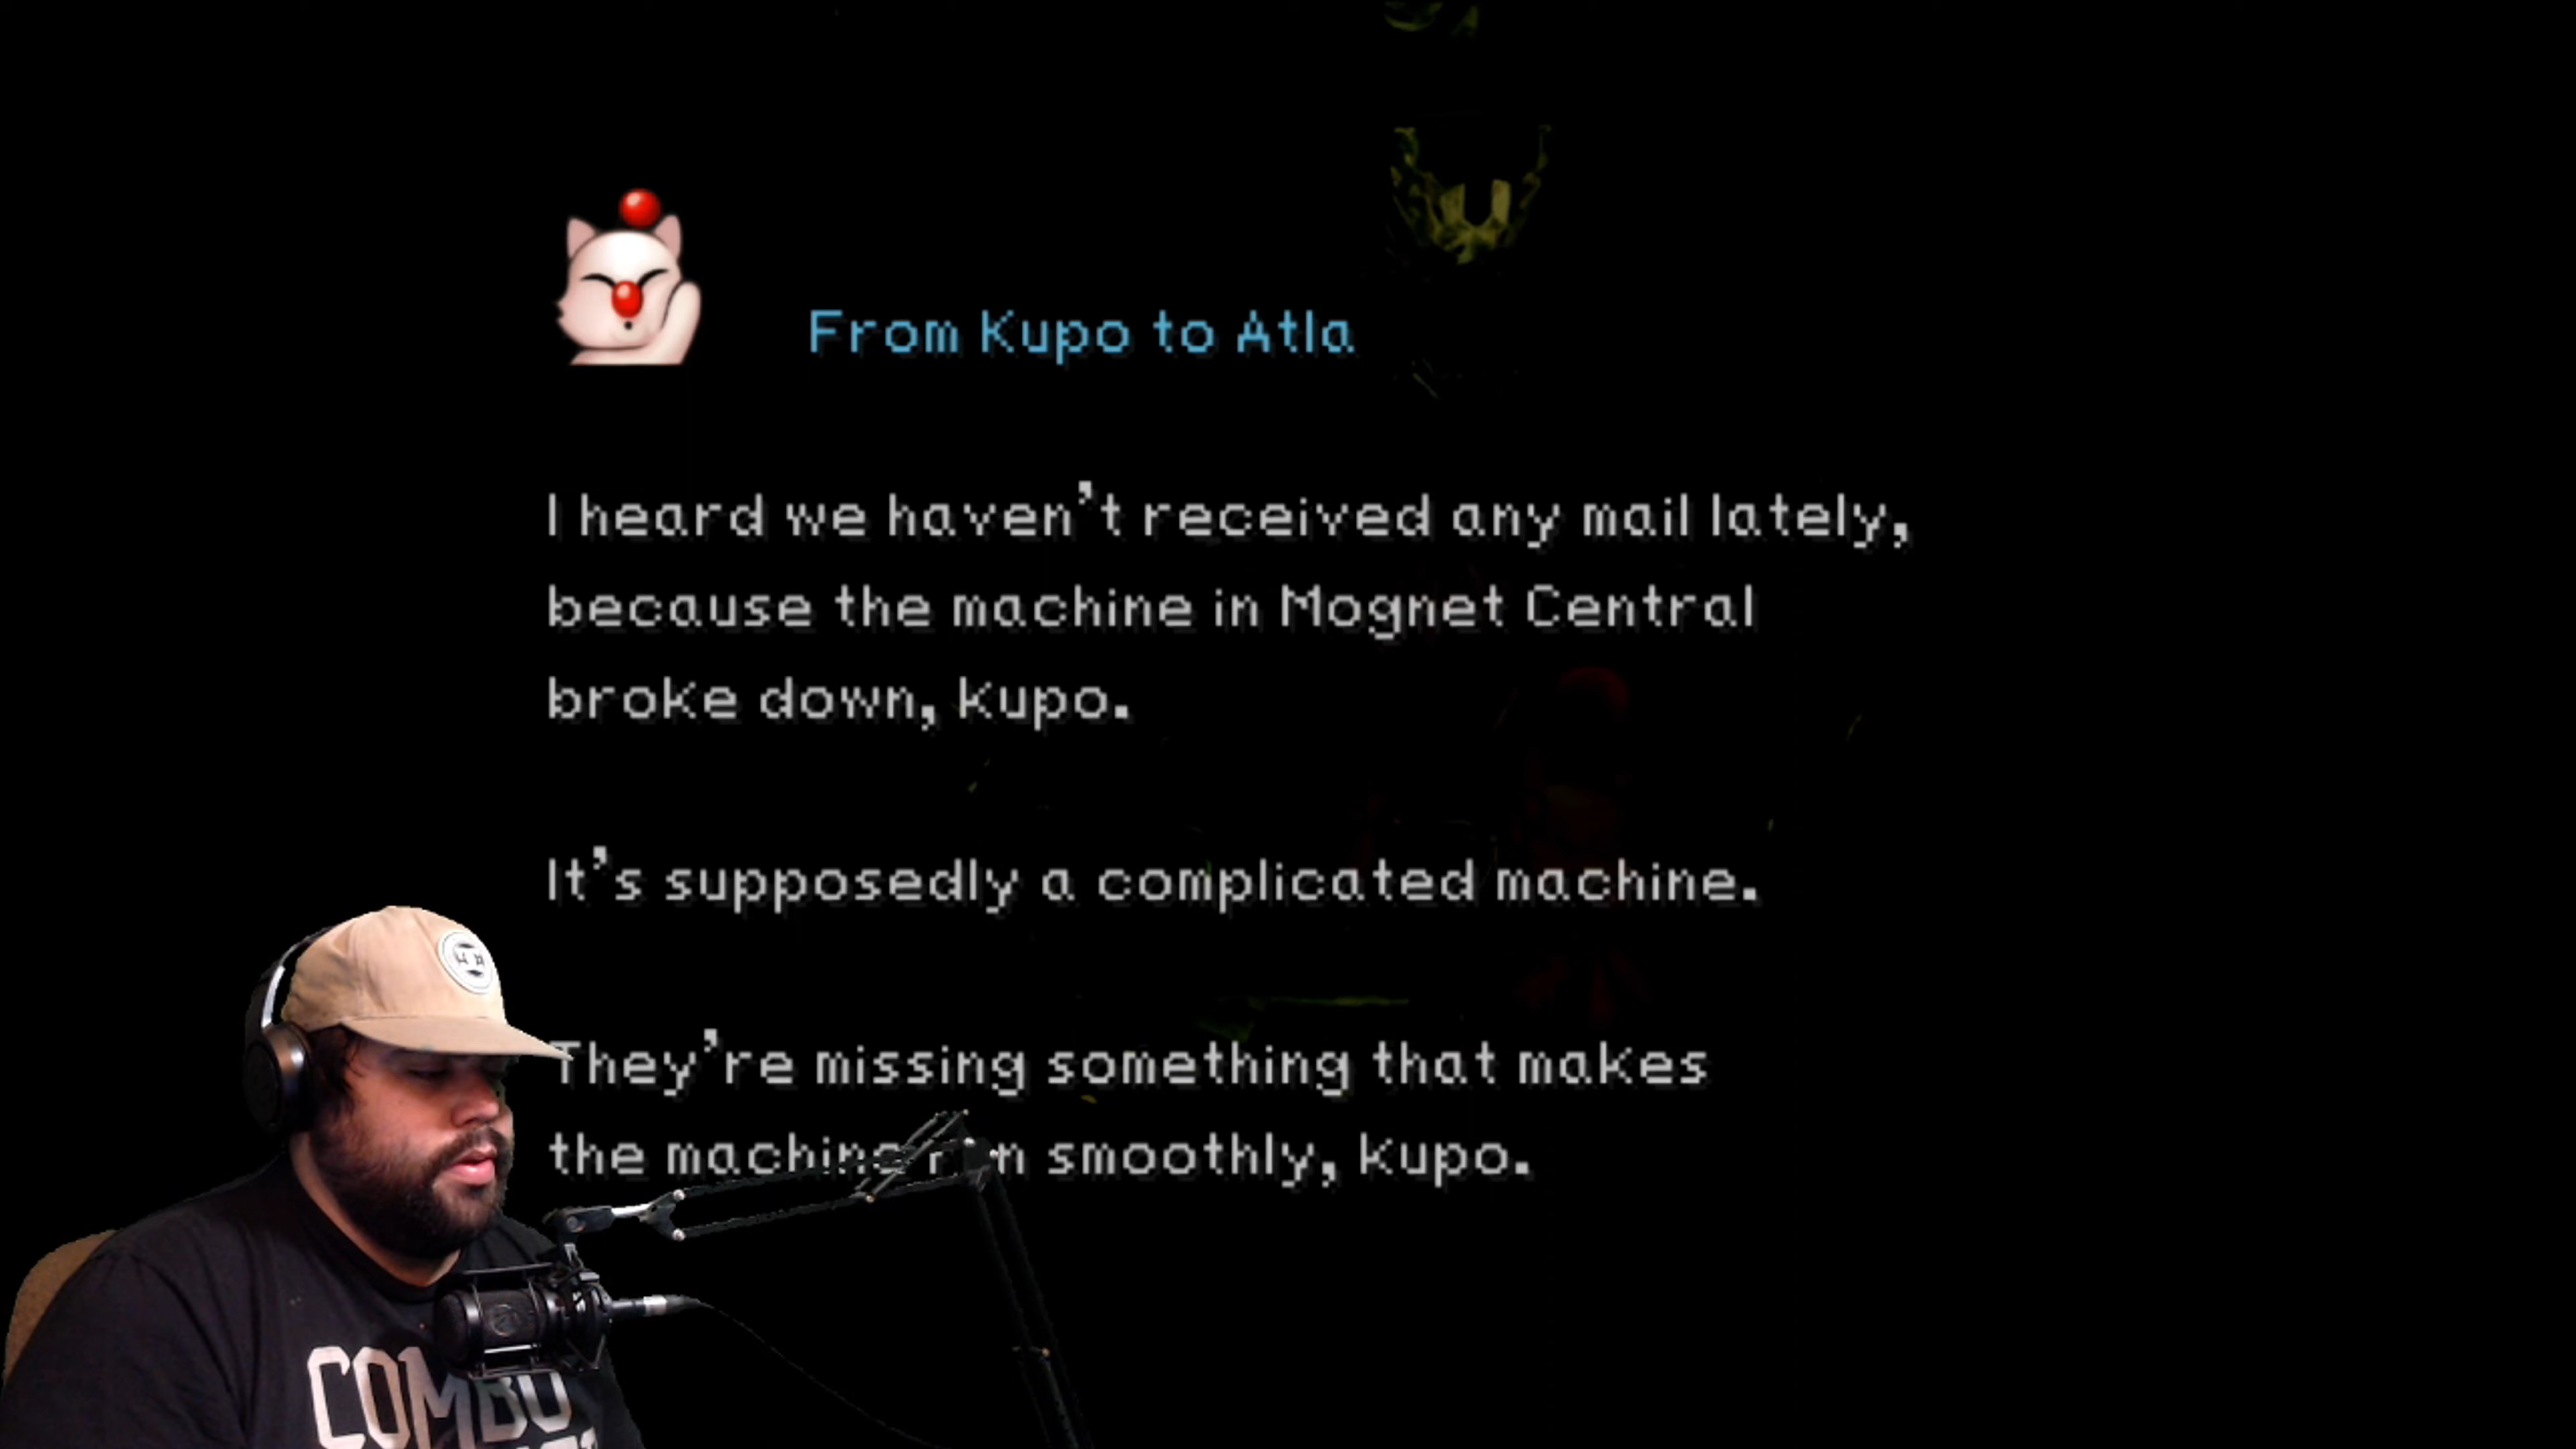 From Kupo to Atla
I heard we haven't received any mail lately,
because the machine in Mognet Central
broke down, kupo.
It's supposedly a complicated machine.
They're missing something that makes
the machine run smoothly, kupo.
COMBO